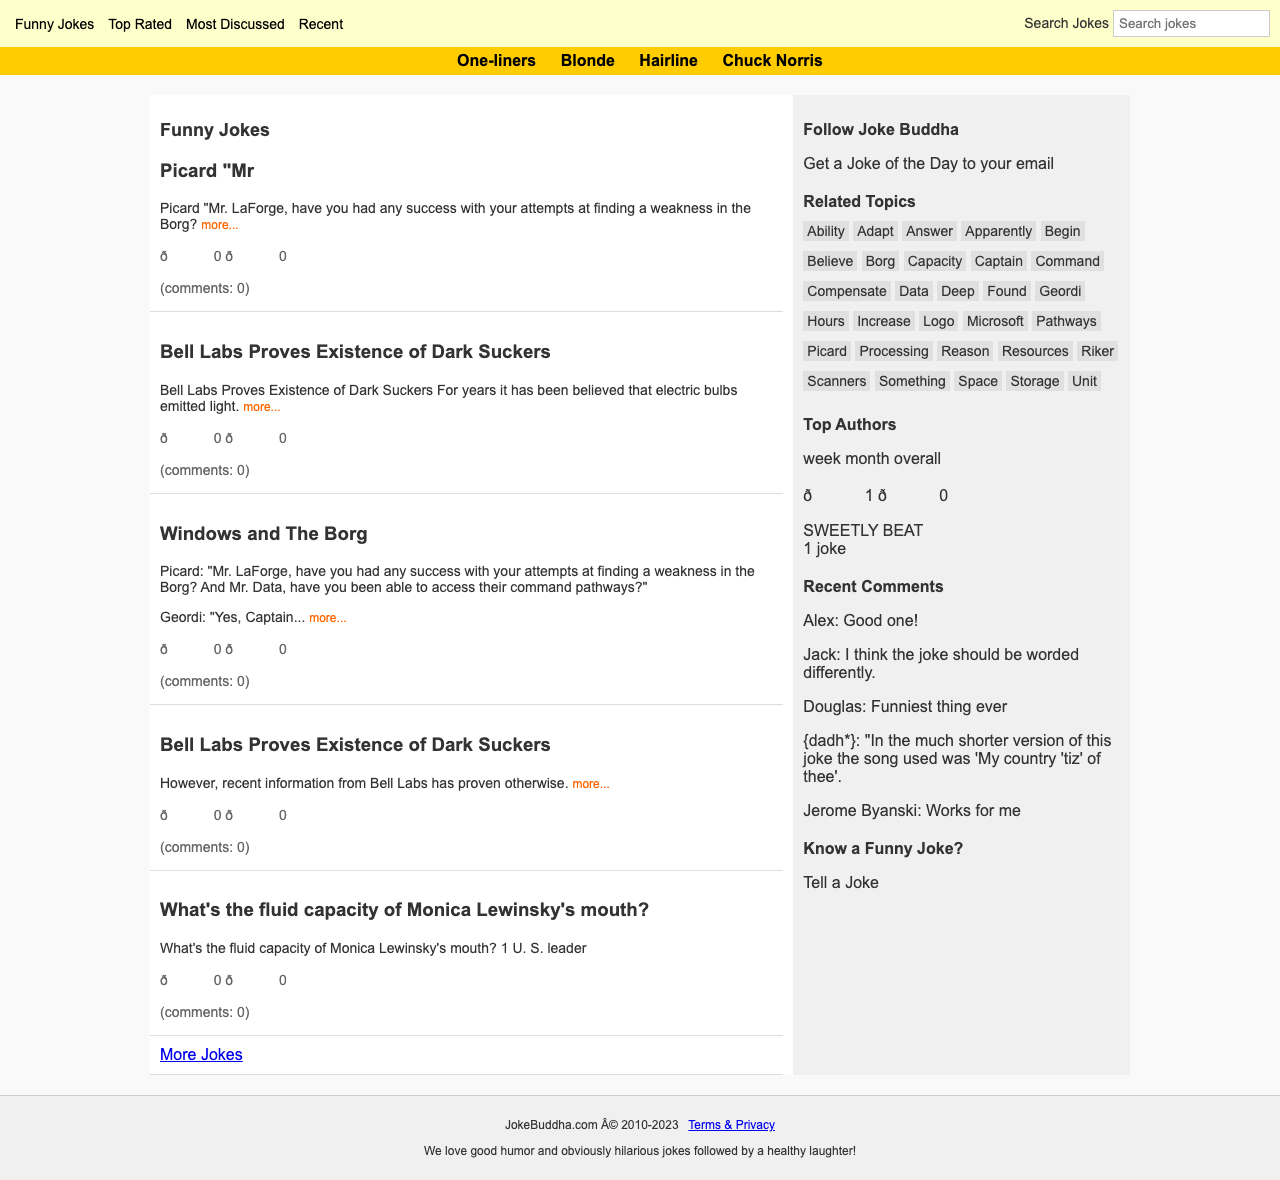 Funny Jokes Top Rated Most Discussed Recent
Search Jokes Search jokes
One-liners Blonde Hairline Chuck Norris
Funny Jokes
Picard "Mr
Picard "Mr. LaForge, have you had any success with your attempts at finding a weakness in the
Borg? more...
ð 0 ð 0
(comments: 0)
Bell Labs Proves Existence of Dark Suckers
Bell Labs Proves Existence of Dark Suckers For years it has been believed that electric bulbs
emitted light. more...
ð 0 ð 0
(comments: 0)
Windows and The Borg
Picard: "Mr. LaForge, have you had any success with your attempts at finding a weakness in the
Borg? And Mr. Data, have you been able to access their command pathways?"
Geordi: "Yes, Captain... more...
ð 0 ð 0
(comments: 0)
Bell Labs Proves Existence of Dark Suckers
However, recent information from Bell Labs has proven otherwise. more...
ð 0 ð 0
(comments: 0)
What's the fluid capacity of Monica Lewinsky's mouth?
What's the fluid capacity of Monica Lewinsky's mouth? 1 U. S. leader
ð 0 ð 0
(comments: 0)
More Jokes
Follow Joke Buddha
Get a Joke of the Day to your email
Related Topics
Ability Adapt Answer Apparently Begin
Believe Borg Capacity Captain Command
Compensate Data Deep Found Geordi
Hours Increase Logo Microsoft Pathways
Picard Processing Reason Resources Riker
Scanners Something Space Storage Unit
Top Authors
week month overall
ð 1 ð 0
SWEETLY BEAT
1 joke
Recent Comments
Alex: Good one!
Jack: I think the joke should be worded
differently.
Douglas: Funniest thing ever
{dadh*}: "In the much shorter version of this
joke the song used was 'My country 'tiz' of
thee'.
Jerome Byanski: Works for me
Know a Funny Joke?
Tell a Joke
JokeBuddha.com Â© 2010-2023 Terms & Privacy
We love good humor and obviously hilarious jokes followed by a healthy laughter!